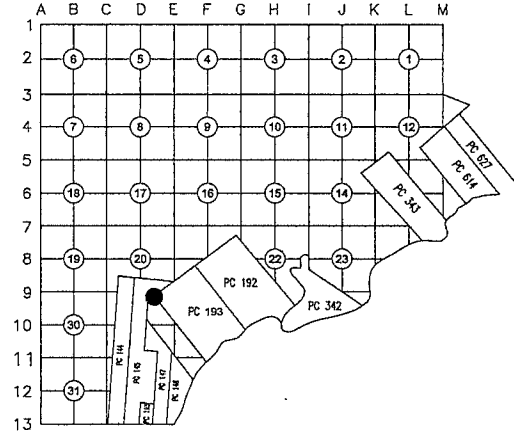 A B C D E F G H I J K L M
1
2 6 5 4 3 2 1
3
4 7 8 9 10 11 12
PC 627
5
PC 614
6 18 17 16 15 14
PC 343
7
8 19 20 22 23
PC 192
9
PC 193 PC 342
10 30
PC 144
PC 145
11
PC 147
PC 146
12 31
13